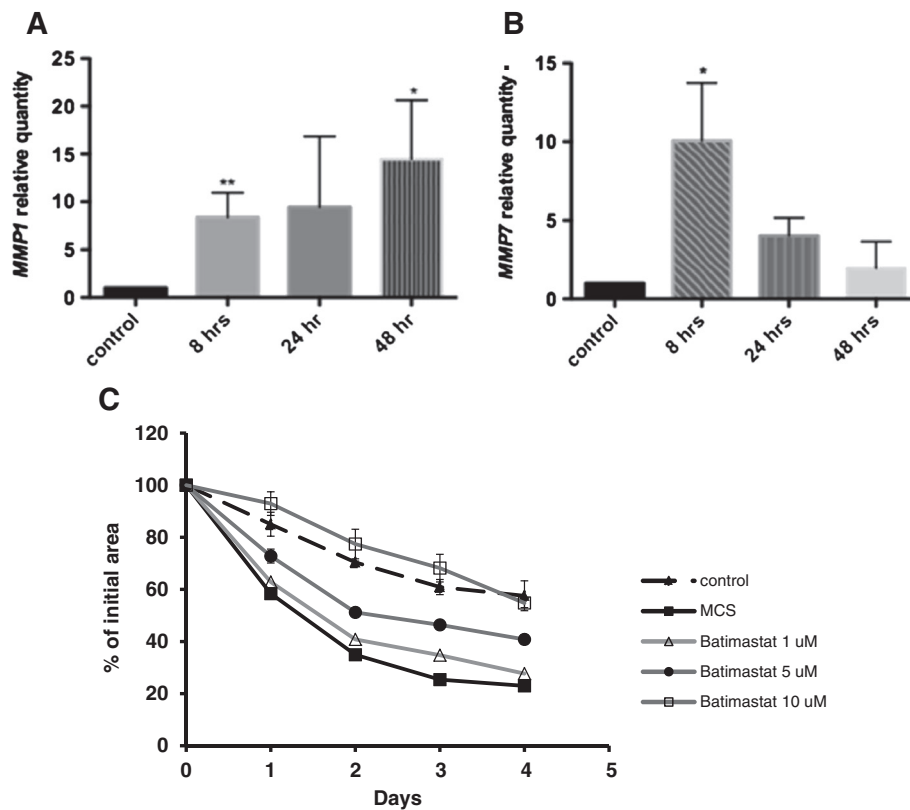 A
MMP1 relative quantity
25
20
15
10
5
0
**
*
control
8 hrs
24 hr
48 hr
B
MMP7 relative quantity
15
10
5
0
*
control
8 hrs
24 hrs
48 hrs
C
% of initial area
120
100
80
60
40
20
0
0 1 2 3 4 5
Days
control
MCS
Batimastat 1 uM
Batimastat 5 uM
Batimastat 10 uM